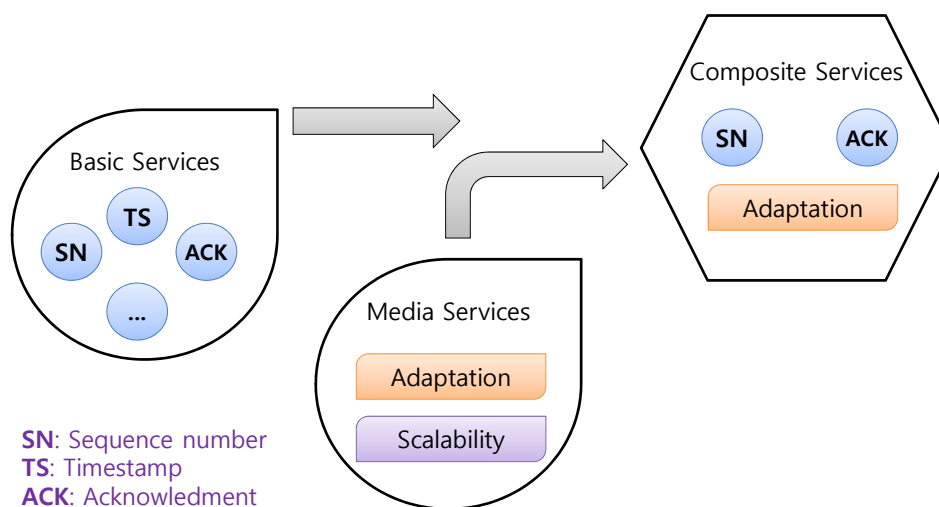 Basic Services
TS
SN
ACK
...
Media Services
Adaptation
Scalability
Composite Services
SN
ACK
Adaptation
SN: Sequence number
TS: Timestamp
ACK: Acknowledment